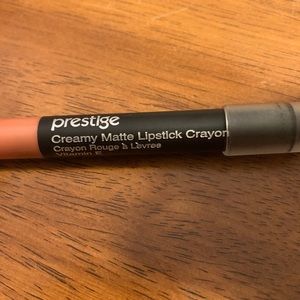 prestige
Creamy Matte Lipstick Crayon
Crayon Rouge à Lèvres
Vitamin E